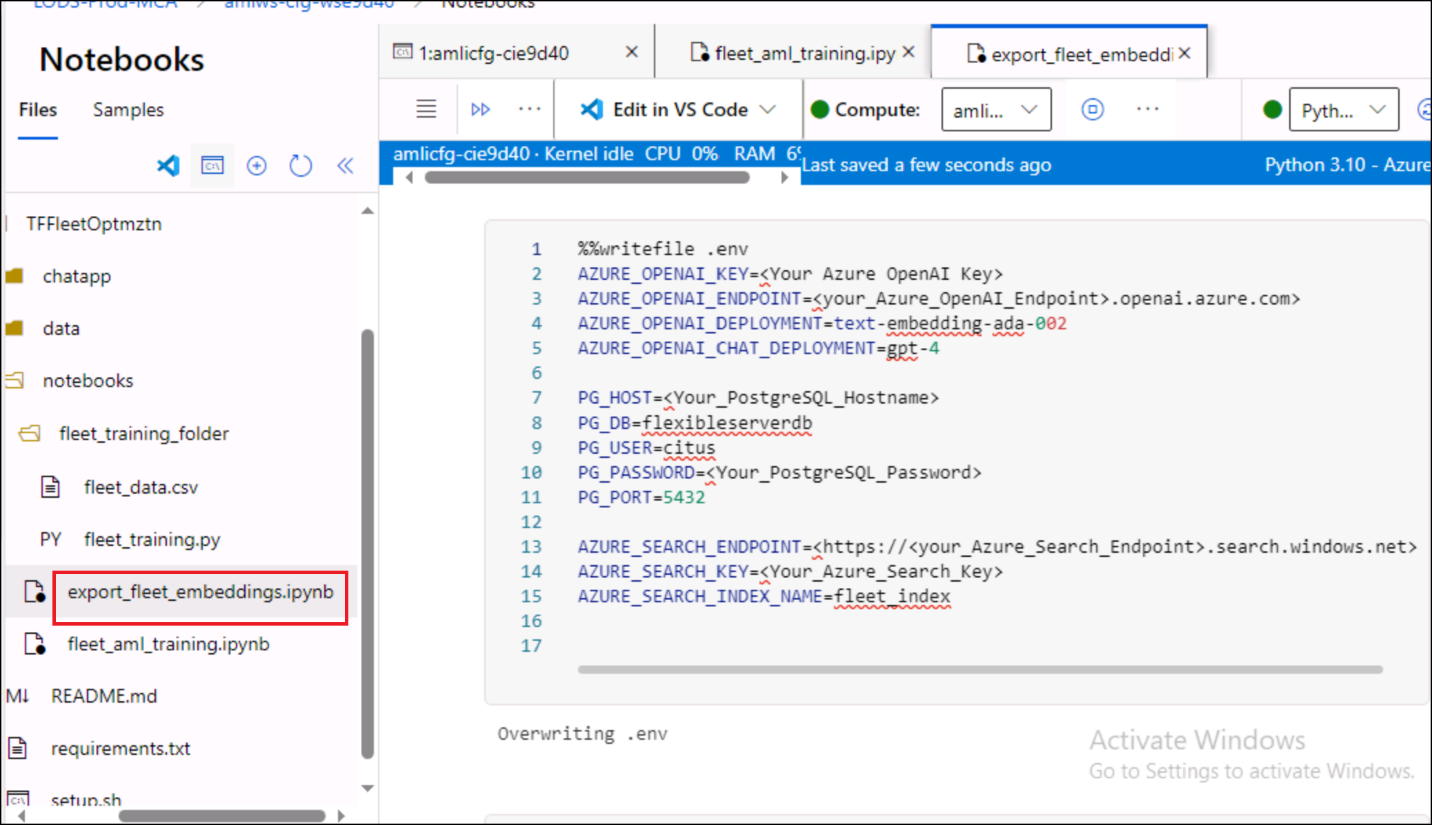 LODS-Prod-MCA > amlws-cfg-wse9d40 > Notebooks
Notebooks
Files Samples
TFFleetOptmztn
chatapp
data
notebooks
fleet_training_folder
fleet_data.csv
PY fleet_training.py
export_fleet_embeddings.ipynb
fleet_aml_training.ipynb
M↓ README.md
requirements.txt
setup.sh
1:amlicfg-cie9d40 × fleet_aml_training.ipy × export_fleet_embeddi ×
Edit in VS Code Compute: amli... ··· Pyth...
amlicfg-cie9d40 · Kernel idle CPU 0% RAM 6% Last saved a few seconds ago Python 3.10 - Azure
1 %%writefile .env
2 AZURE_OPENAI_KEY=<Your Azure OpenAI Key>
3 AZURE_OPENAI_ENDPOINT=<your_Azure_OpenAI_Endpoint>.openai.azure.com>
4 AZURE_OPENAI_DEPLOYMENT=text-embedding-ada-002
5 AZURE_OPENAI_CHAT_DEPLOYMENT=gpt-4
6
7 PG_HOST=<Your_PostgreSQL_Hostname>
8 PG_DB=flexibleserverdb
9 PG_USER=citus
10 PG_PASSWORD=<Your_PostgreSQL_Password>
11 PG_PORT=5432
12
13 AZURE_SEARCH_ENDPOINT=<https://<your_Azure_Search_Endpoint>.search.windows.net>
14 AZURE_SEARCH_KEY=<Your_Azure_Search_Key>
15 AZURE_SEARCH_INDEX_NAME=fleet_index
16
17
Overwriting .env
Activate Windows
Go to Settings to activate Windows.